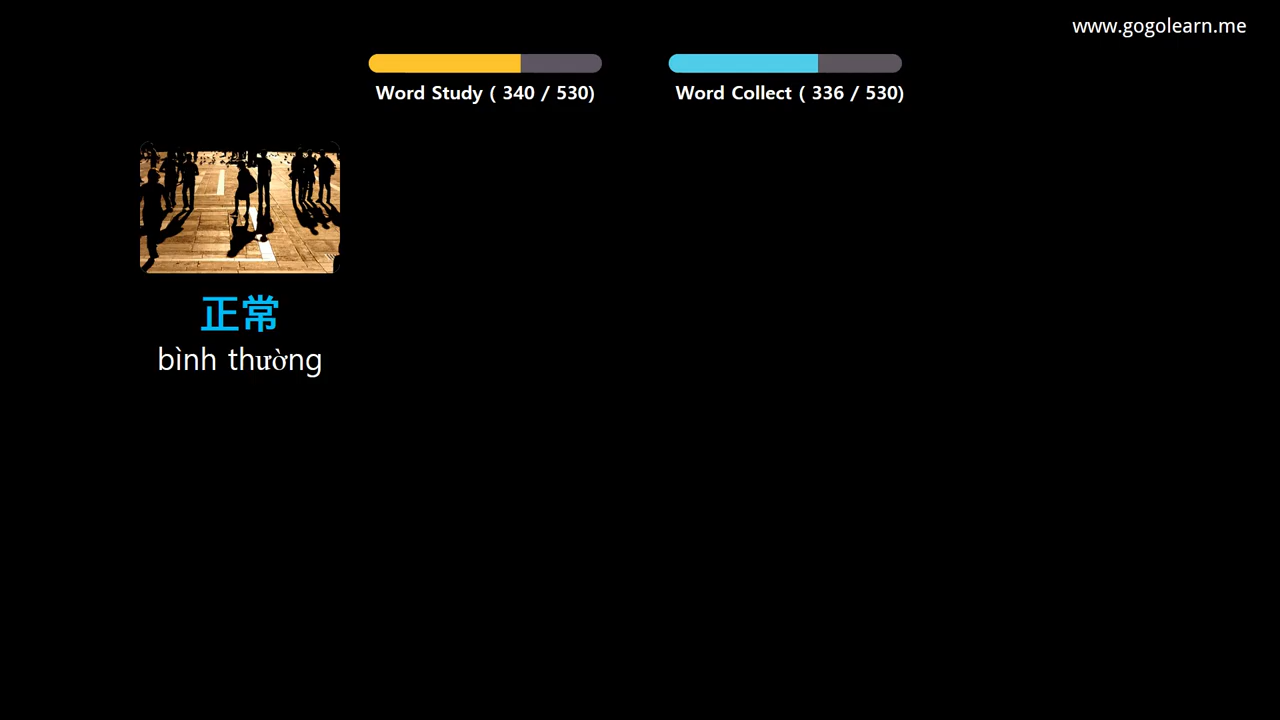 www.gogolearn.me
Word Study ( 340 / 530)
Word Collect ( 336 / 530)
正常
bình thường